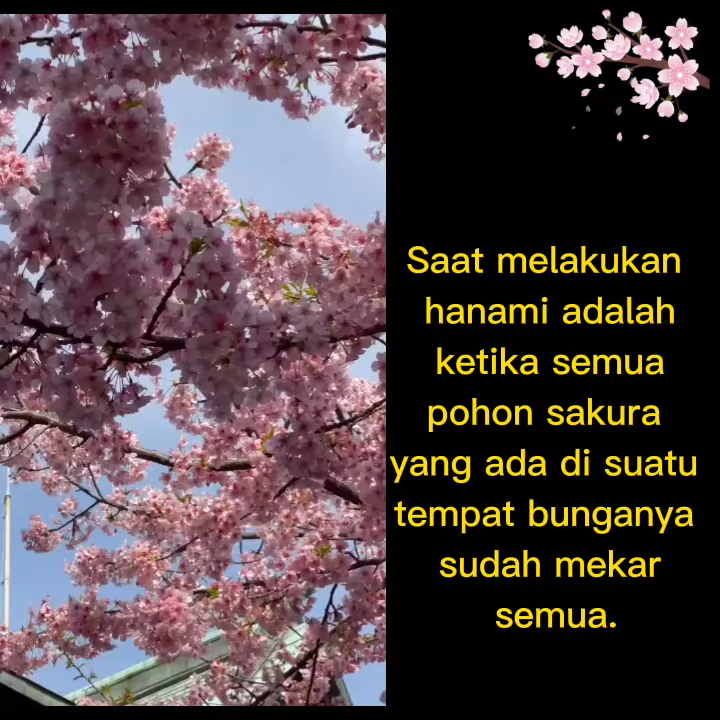 Saat melakukan
hanami adalah
ketika semua
pohon sakura
yang ada di suatu
tempat bunganya
sudah mekar
semua.